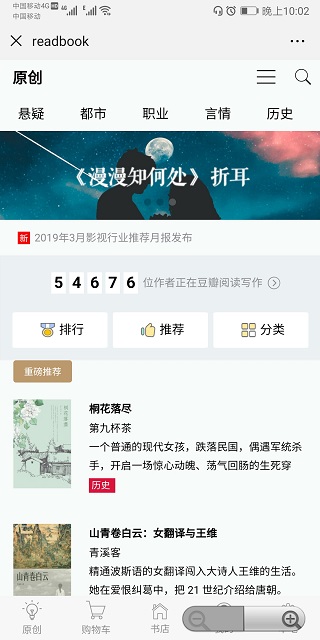 中国移动4G HD 4G E 晚上10:02
中国移动
readbook
原创
悬疑 都市 职业 言情 历史
《漫漫知何处》折耳
新 2019年3月影视行业推荐月报发布
54676 位作者正在豆瓣阅读写作
排行 推荐 分类
重磅推荐
桐花落尽
第九杯茶
一个普通的现代女孩，跌落民国，偶遇军统杀
手，开启一场惊心动魄、荡气回肠的生死穿
历史
山青卷白云
山青卷白云：女翻译与王维
青溪客
精通波斯语的女翻译闯入大诗人王维的生活。
她在爱恨纠葛中，把 21 世纪介绍给唐朝。
原创 购物车 书店